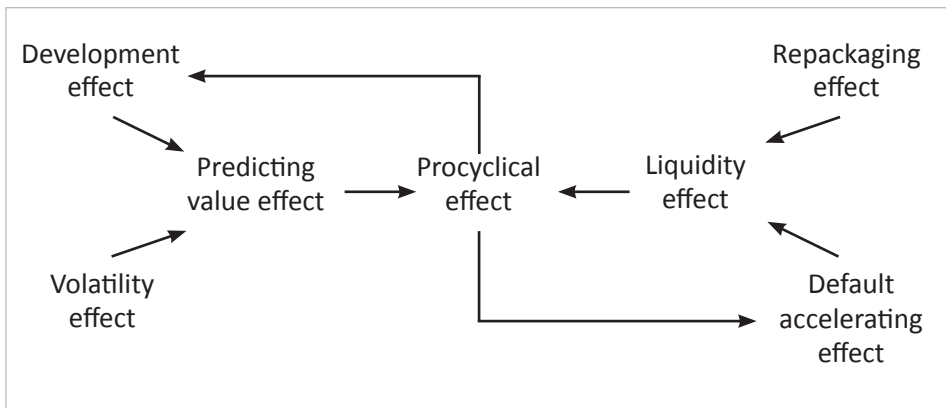 Development
effect
Repackaging
effect
Predicting
value effect
Procyclical
effect
Liquidity
effect
Volatility
effect
Default
accelerating
effect